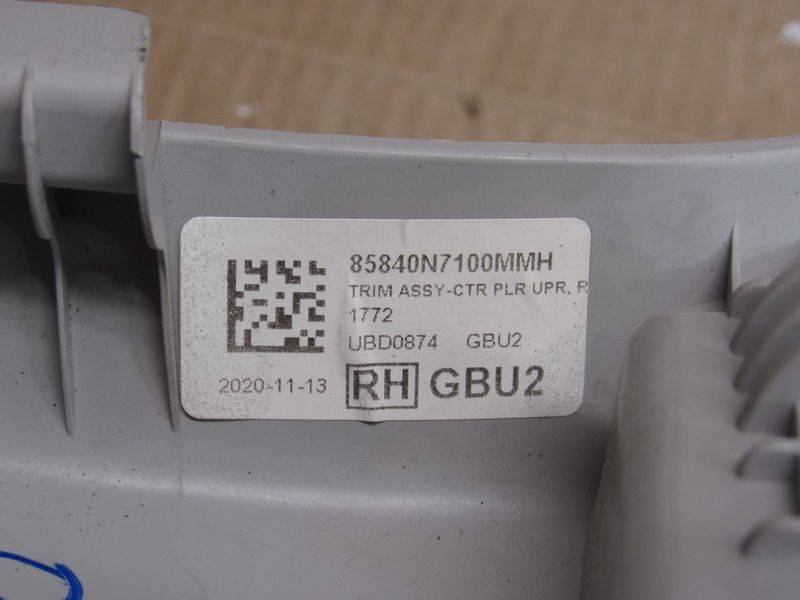 85840N7100MMH
TRIM ASSY-CTR PLR UPR, R
1772
UBD0874 GBU2
2020-11-13 RH GBU2